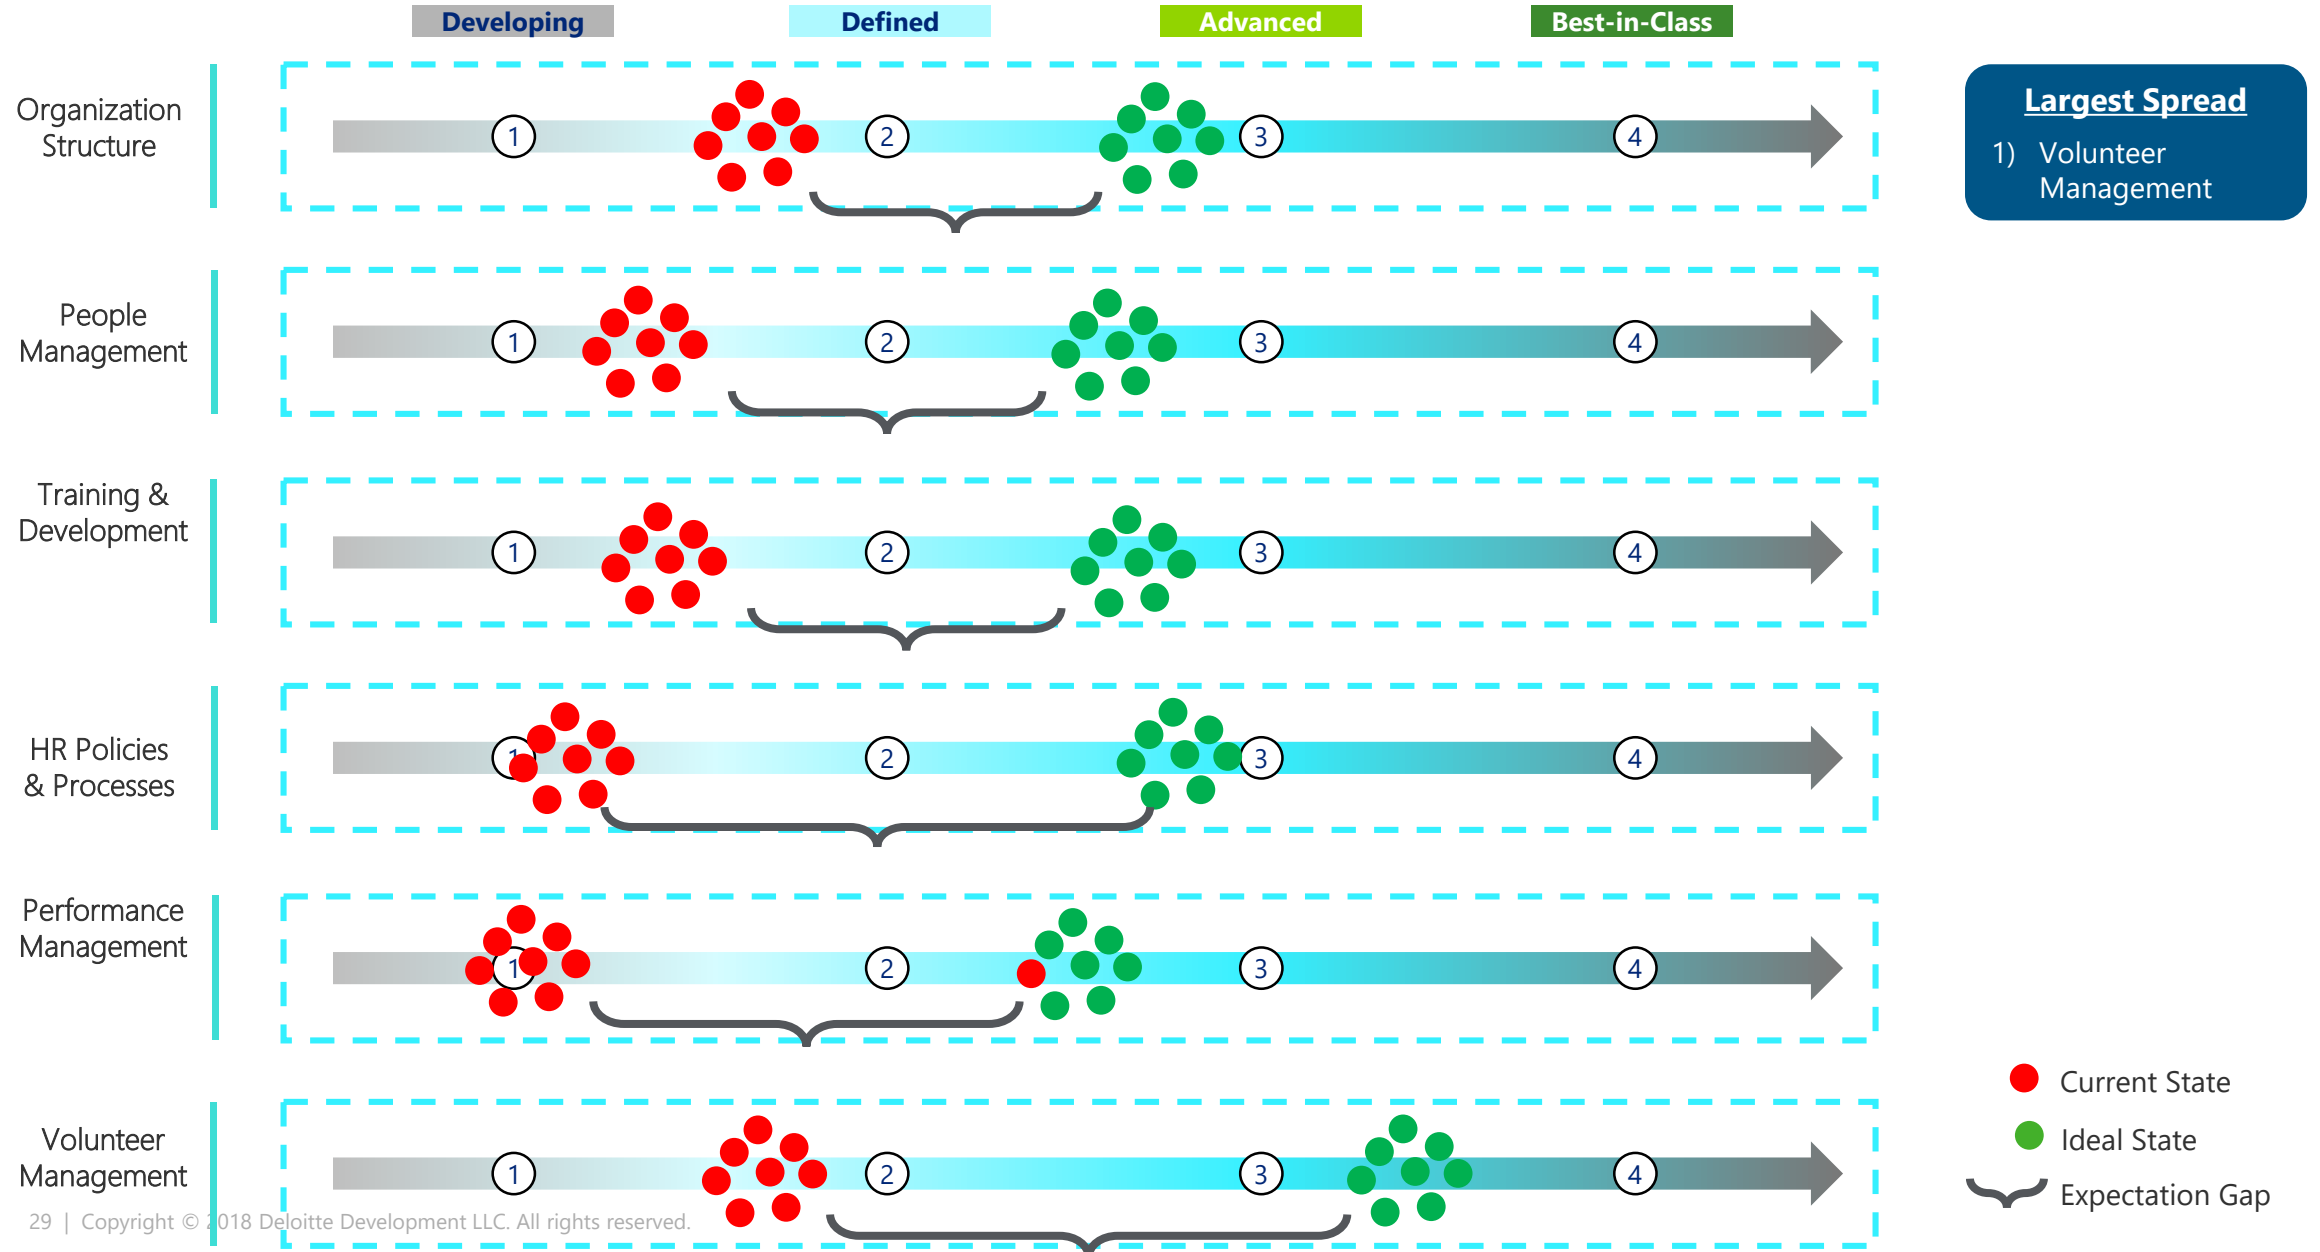 Developing
Defined
Advanced
Best-in-Class
Organization
Structure
1
2
3
4
Largest Spread
1) Volunteer
Management
People
Management
1
2
3
4
Training &
Development
1
2
3
4
HR Policies
& Processes
1
2
3
4
Performance
Management
1
2
3
4
Volunteer
Management
1
2
3
4
Current State
Ideal State
Expectation Gap
29 | Copyright © 2018 Deloitte Development LLC. All rights reserved.